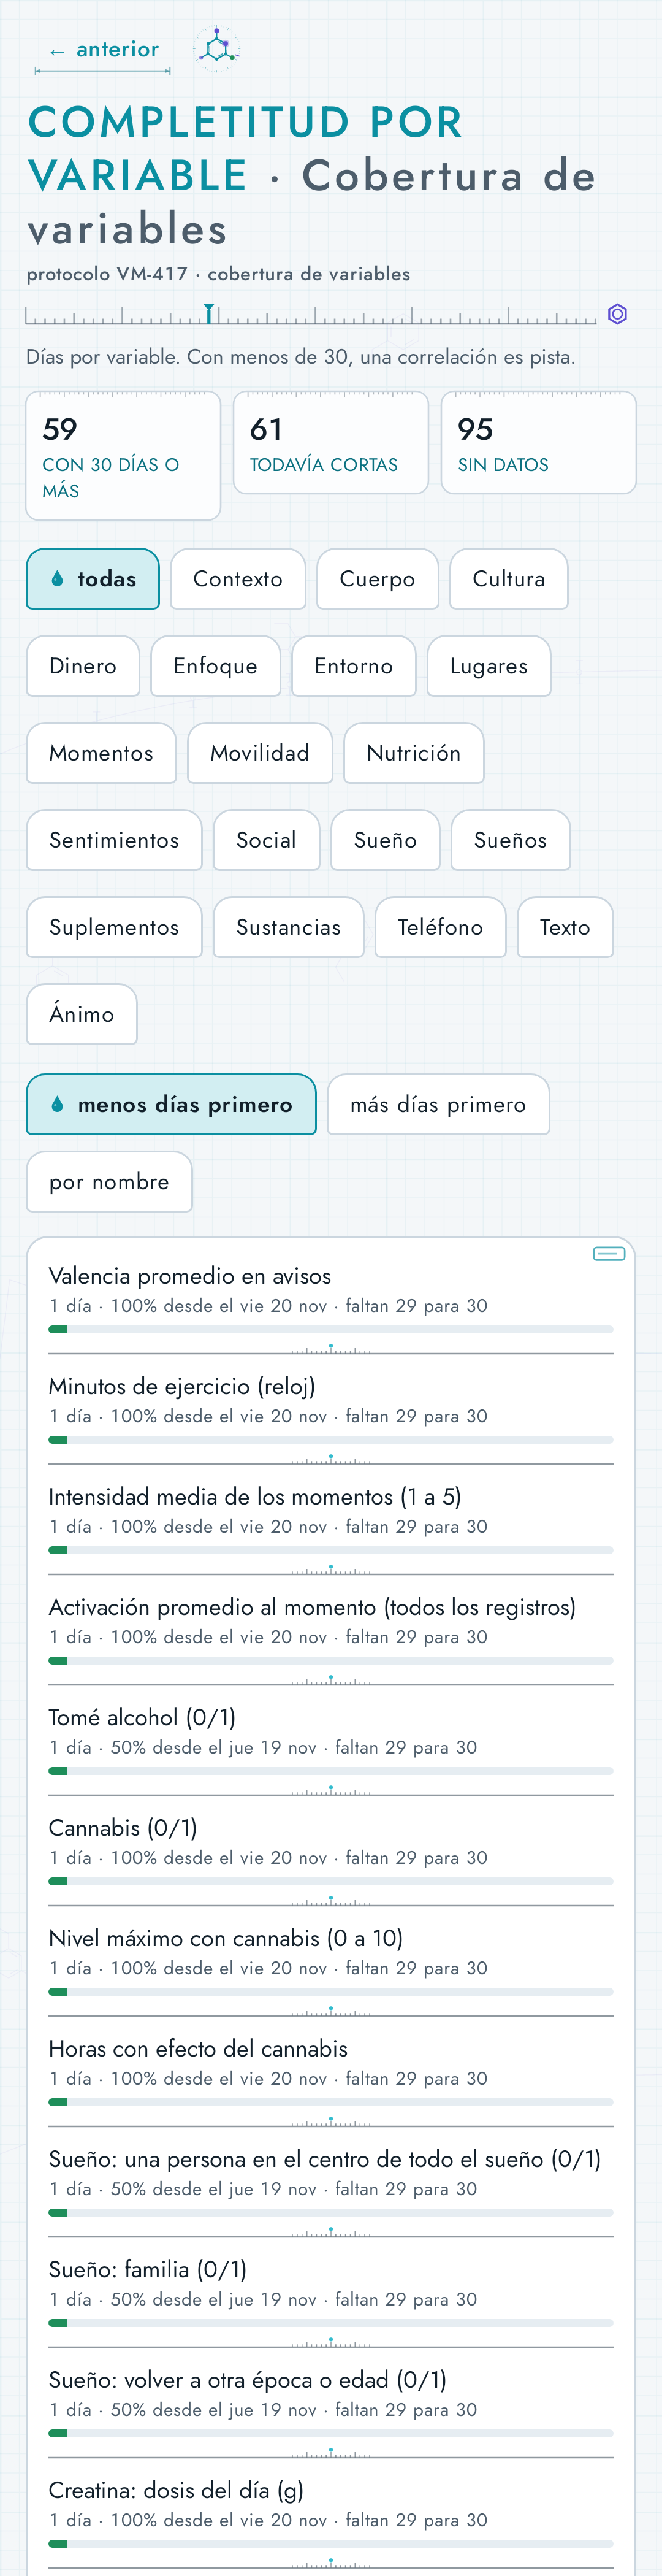 ← anterior
COMPLETITUD POR
VARIABLE · Cobertura de
variables
protocolo VM-417 · cobertura de variables
Días por variable. Con menos de 30, una correlación es pista.
59
CON 30 DÍAS O
MÁS
61
TODAVÍA CORTAS
95
SIN DATOS
todas
Contexto
Cuerpo
Cultura
Dinero
Enfoque
Entorno
Lugares
Momentos
Movilidad
Nutrición
Sentimientos
Social
Sueño
Sueños
Suplementos
Sustancias
Teléfono
Texto
Ánimo
menos días primero
más días primero
por nombre
Valencia promedio en avisos
1 día · 100% desde el vie 20 nov · faltan 29 para 30
Minutos de ejercicio (reloj)
1 día · 100% desde el vie 20 nov · faltan 29 para 30
Intensidad media de los momentos (1 a 5)
1 día · 100% desde el vie 20 nov · faltan 29 para 30
Activación promedio al momento (todos los registros)
1 día · 100% desde el vie 20 nov · faltan 29 para 30
Tomé alcohol (0/1)
1 día · 50% desde el jue 19 nov · faltan 29 para 30
Cannabis (0/1)
1 día · 100% desde el vie 20 nov · faltan 29 para 30
Nivel máximo con cannabis (0 a 10)
1 día · 100% desde el vie 20 nov · faltan 29 para 30
Horas con efecto del cannabis
1 día · 100% desde el vie 20 nov · faltan 29 para 30
Sueño: una persona en el centro de todo el sueño (0/1)
1 día · 50% desde el jue 19 nov · faltan 29 para 30
Sueño: familia (0/1)
1 día · 50% desde el jue 19 nov · faltan 29 para 30
Sueño: volver a otra época o edad (0/1)
1 día · 50% desde el jue 19 nov · faltan 29 para 30
Creatina: dosis del día (g)
1 día · 100% desde el vie 20 nov · faltan 29 para 30